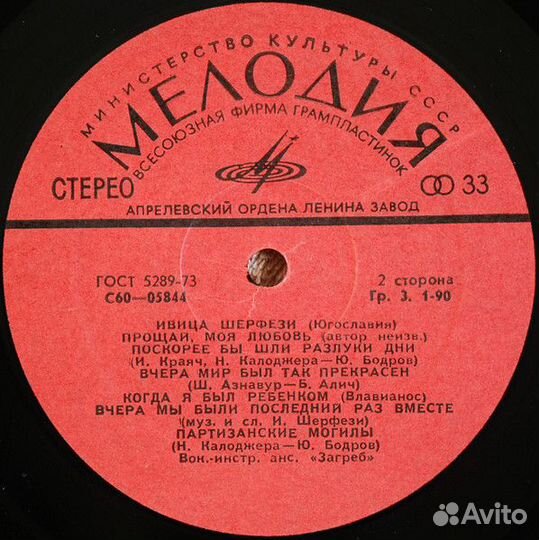 МИНИСТЕРСТВО КУЛЬТУРЫ СССР
МЕЛОДИЯ
ВСЕСОЮЗНАЯ ФИРМА ГРАМПЛАСТИНОК
СТЕРЕО 33
АПРЕЛЕВСКИЙ ОРДЕНА ЛЕНИНА ЗАВОД
ГОСТ 5289-73 2 сторона
С60—05844 Гр. 3. 1-90
ИВИЦА ШЕРФЕЗИ (Югославия)
ПРОЩАЙ, МОЯ ЛЮБОВЬ (автор неизв.)
ПОСКОРЕЕ БЫ ШЛИ РАЗЛУКИ ДНИ
(И. Краяч, Н. Калоджера—Ю. Бодров)
ВЧЕРА МИР БЫЛ ТАК ПРЕКРАСЕН
(Ш. Азнавур—Б. Алич)
КОГДА Я БЫЛ РЕБЕНКОМ (Влавианос)
ВЧЕРА МЫ БЫЛИ ПОСЛЕДНИЙ РАЗ ВМЕСТЕ
(муз. и сл. И. Шерфези)
ПАРТИЗАНСКИЕ МОГИЛЫ
(Н. Калоджера—Ю. Бодров)
Вок.-инстр. анс. «Загреб»
Avito